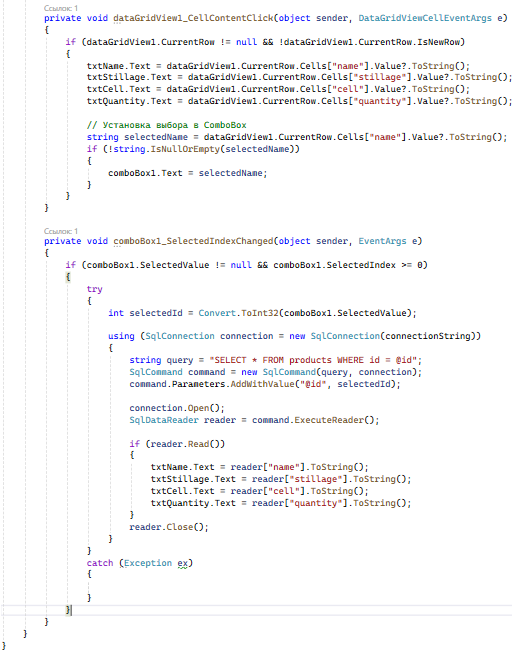 Ссылок: 1
private void dataGridView1_CellContentClick(object sender, DataGridViewCellEventArgs e)
{
if (dataGridView1.CurrentRow != null && !dataGridView1.CurrentRow.IsNewRow)
{
txtName.Text = dataGridView1.CurrentRow.Cells["name"].Value?.ToString();
txtStillage.Text = dataGridView1.CurrentRow.Cells["stillage"].Value?.ToString();
txtCell.Text = dataGridView1.CurrentRow.Cells["cell"].Value?.ToString();
txtQuantity.Text = dataGridView1.CurrentRow.Cells["quantity"].Value?.ToString();
// Установка выбора в ComboBox
string selectedName = dataGridView1.CurrentRow.Cells["name"].Value?.ToString();
if (!string.IsNullOrEmpty(selectedName))
{
comboBox1.Text = selectedName;
}
}
}
Ссылок: 1
private void comboBox1_SelectedIndexChanged(object sender, EventArgs e)
{
if (comboBox1.SelectedValue != null && comboBox1.SelectedIndex >= 0)
{
try
{
int selectedId = Convert.ToInt32(comboBox1.SelectedValue);
using (SqlConnection connection = new SqlConnection(connectionString))
{
string query = "SELECT * FROM products WHERE id = @id";
SqlCommand command = new SqlCommand(query, connection);
command.Parameters.AddWithValue("@id", selectedId);
connection.Open();
SqlDataReader reader = command.ExecuteReader();
if (reader.Read())
{
txtName.Text = reader["name"].ToString();
txtStillage.Text = reader["stillage"].ToString();
txtCell.Text = reader["cell"].ToString();
txtQuantity.Text = reader["quantity"].ToString();
}
reader.Close();
}
}
catch (Exception ex)
{
}
}
}
}
}